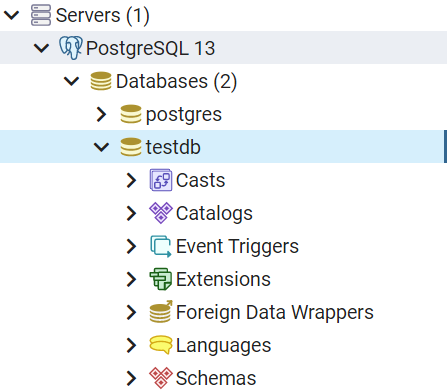 Servers (1)
PostgreSQL 13
Databases (2)
postgres
testdb
Casts
Catalogs
Event Triggers
Extensions
Foreign Data Wrappers
Languages
Schemas